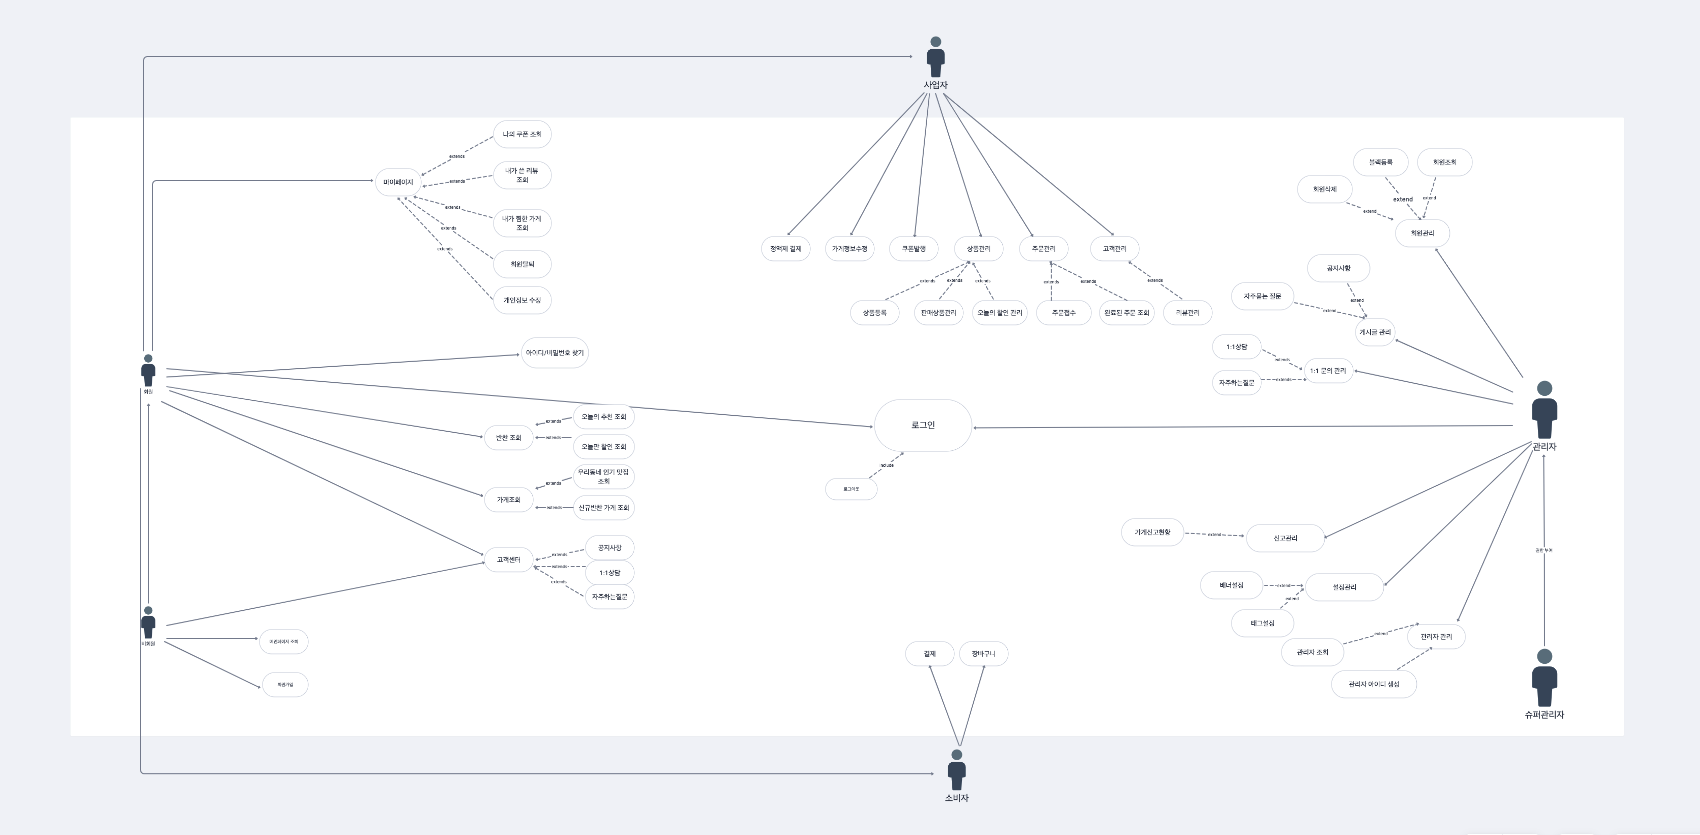 사업자
나의 쿠폰 조회
extends
내가 쓴 리뷰
조회
extends
마이페이지
extends
내가 찜한 가게
조회
extends
extends
회원탈퇴
개인정보 수정
정액제 결제
가게정보수정
쿠폰발행
상품관리
주문관리
고객관리
extends
extends
extends
extends
extends
extends
상품등록
판매상품관리
오늘의 할인 관리
주문접수
완료된 주문 조회
리뷰관리
블랙등록
회원조회
회원삭제
extend
extend
extend
회원관리
공지사항
자주묻는 질문
extend
extend
게시글 관리
1:1상담
extends
1:1 문의 관리
자주하는질문
extends
회원
아이디/비밀번호 찾기
관리자
로그인
include
로그아웃
오늘의 추천 조회
extends
반찬 조회
extends
오늘만 할인 조회
우리동네 인기 맛집
조회
extends
가게조회
extends
신규반찬 가게 조회
공지사항
extends
고객센터
extends
1:1상담
extends
자주하는질문
비회원
회원가입
가게신고현황
extends
신고관리
권한 부여
배너설정
extend
설정관리
extend
태그설정
extend
관리자 관리
관리자 조회
관리자 아이디 생성
슈퍼관리자
결제
장바구니
소비자